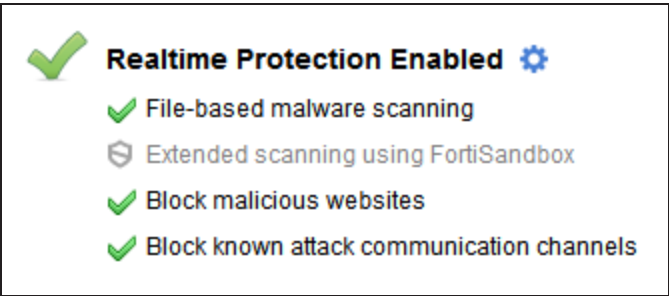 Realtime Protection Enabled
File-based malware scanning
Extended scanning using FortiSandbox
Block malicious websites
Block known attack communication channels